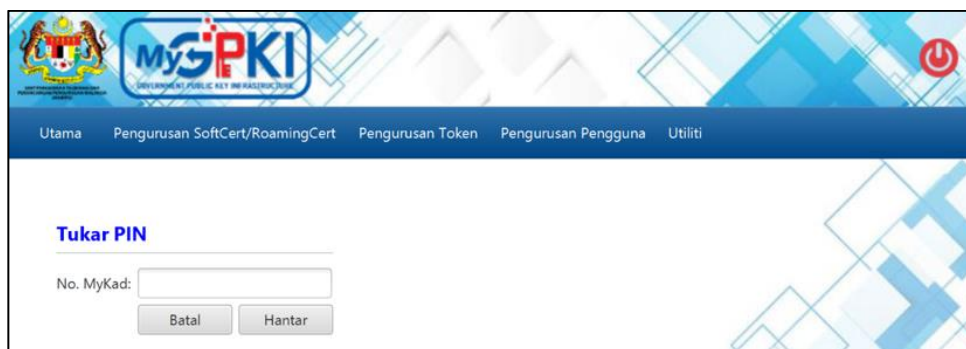 MyGPKI
GOVERNMENT PUBLIC KEY INFRASTRUCTURE
Utama Pengurusan SoftCert/RoamingCert Pengurusan Token Pengurusan Pengguna Utiliti
Tukar PIN
No. MyKad:
Batal Hantar